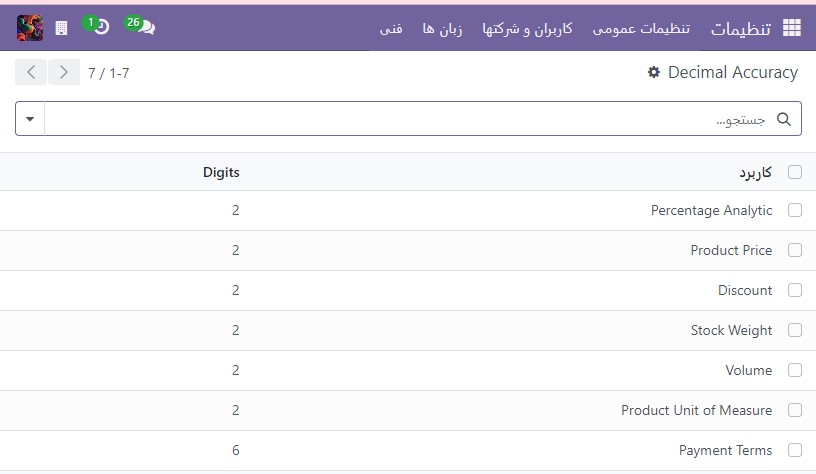 تنظیمات تنظیمات عمومی کاربران و شرکتها زبان ها فنی 26 1
Decimal Accuracy 7 / 1-7
جستجو...
کاربرد Digits
Percentage Analytic 2
Product Price 2
Discount 2
Stock Weight 2
Volume 2
Product Unit of Measure 2
Payment Terms 6